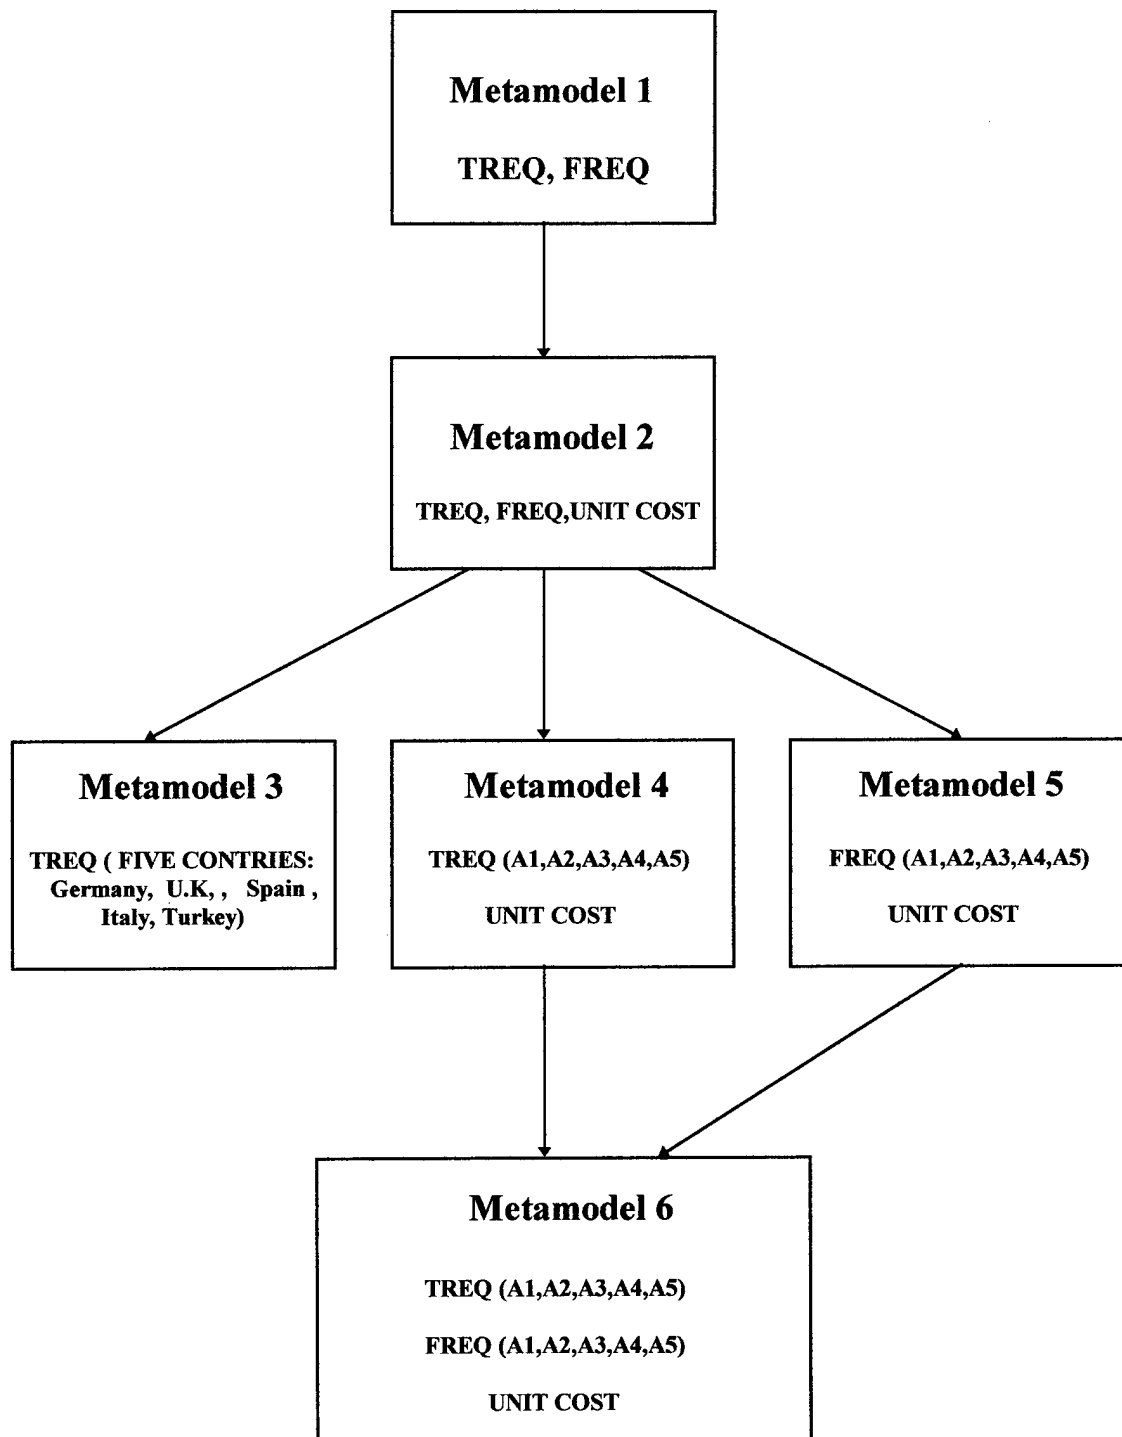 Metamodel 1
TREQ, FREQ
Metamodel 2
TREQ, FREQ,UNIT COST
Metamodel 3
TREQ ( FIVE CONTRIES:
Germany, U.K, , Spain ,
Italy, Turkey)
Metamodel 4
TREQ (A1,A2,A3,A4,A5)
UNIT COST
Metamodel 5
FREQ (A1,A2,A3,A4,A5)
UNIT COST
Metamodel 6
TREQ (A1,A2,A3,A4,A5)
FREQ (A1,A2,A3,A4,A5)
UNIT COST